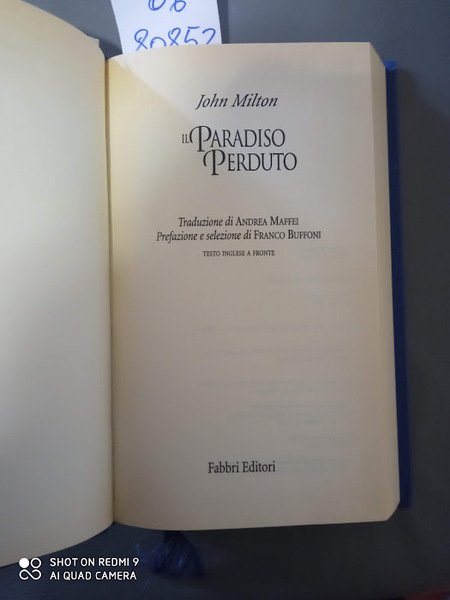 80852
John Milton
IL PARADISO
PERDUTO
Traduzione di ANDREA MAFFEI
Prefazione e selezione di FRANCO BUFFONI
TESTO INGLESE A FRONTE
Fabbri Editori
SHOT ON REDMI 9
AI QUAD CAMERA